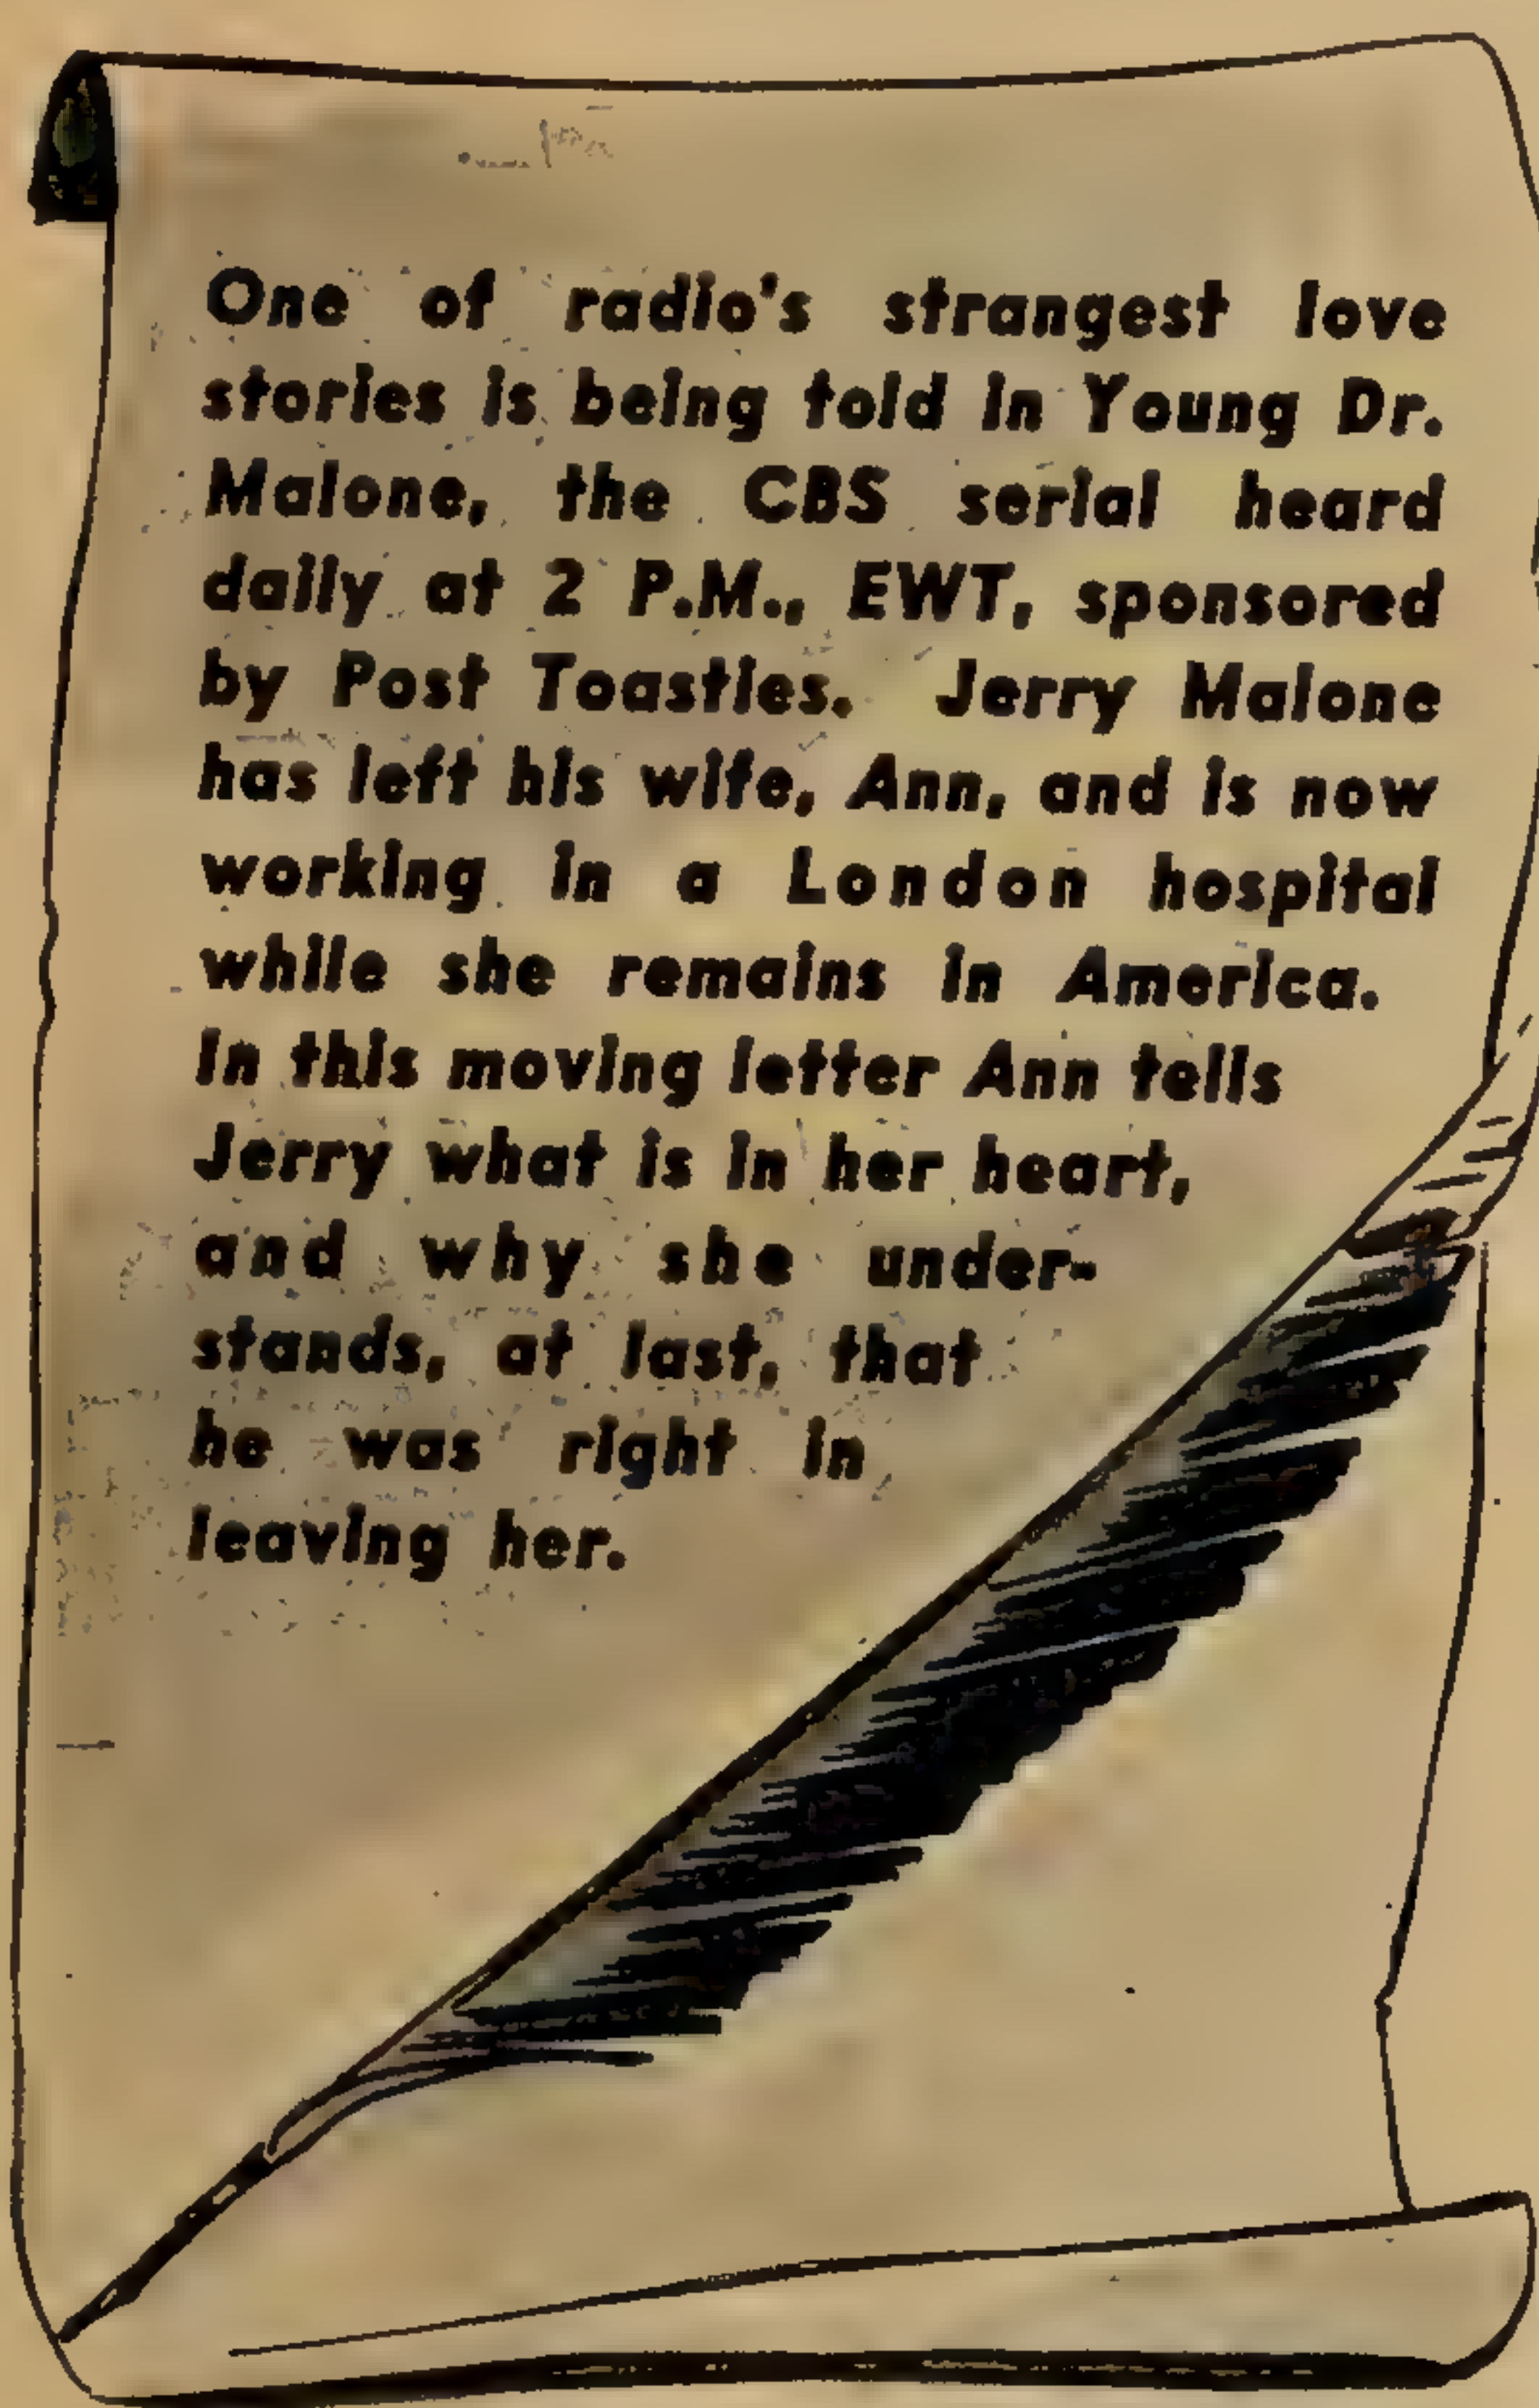 One of radio's strangest love
stories is being told in Young Dr.
Malone, the CBS serial heard
daily at 2 P.M., EWT, sponsored
by Post Toasties. Jerry Malone
has left his wife, Ann, and is now
working in a London hospital
while she remains in America.
In this moving letter Ann tells
Jerry what is in her heart,
and why she under-
stands, at last, that
he was right in
leaving her.